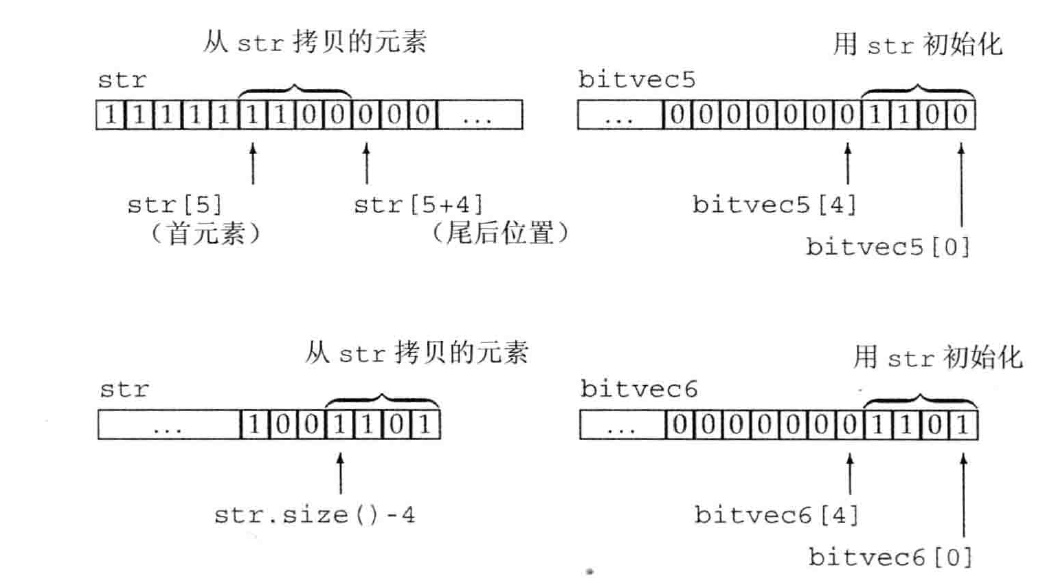 从 str 拷贝的元素
用 str 初始化
str
bitvec5
1 1 1 1 1 1 1 0 0 0 0 0 ...
... 0 0 0 0 0 0 0 1 1 0 0
str[5]
(首元素)
str[5+4]
(尾后位置)
bitvec5[4]
bitvec5[0]
从 str 拷贝的元素
用 str 初始化
str
bitvec6
... 1 0 0 1 1 0 1
... 0 0 0 0 0 0 0 1 1 0 1
str.size()-4
bitvec6[4]
bitvec6[0]